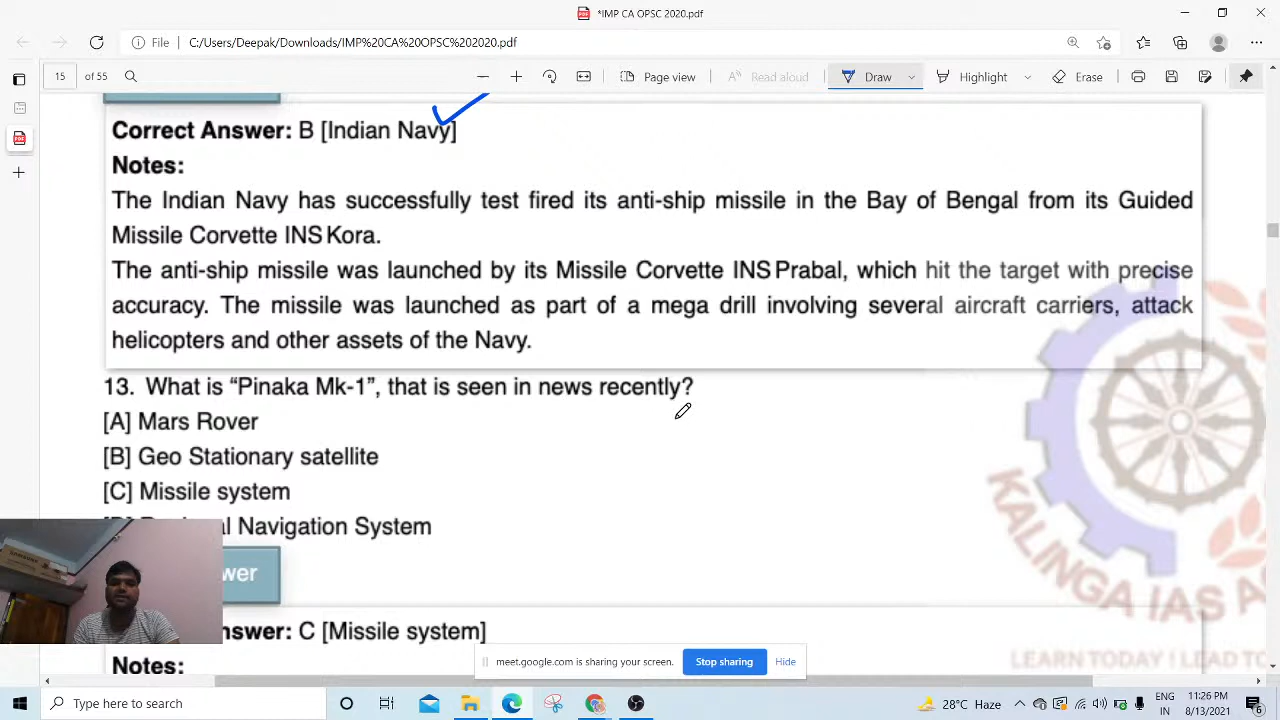 *IMP CA OPSC 2020.pdf
File C:/Users/Deepak/Downloads/IMP%20CA%20OPSC%202020.pdf
15 of 55 Page view Read aloud Draw Highlight Erase
Correct Answer: B [Indian Navy]
Notes:
The Indian Navy has successfully test fired its anti-ship missile in the Bay of Bengal from its Guided
Missile Corvette INS Kora.
The anti-ship missile was launched by its Missile Corvette INS Prabal, which hit the target with precise
accuracy. The missile was launched as part of a mega drill involving several aircraft carriers, attack
helicopters and other assets of the Navy.
13. What is “Pinaka Mk-1”, that is seen in news recently?
[A] Mars Rover
[B] Geo Stationary satellite
[C] Missile system
Navigation System
SAMSUNG
wer
nswer: C [Missile system]
Notes:
KALINGA IAS A
LEARN TODAY ! LEAD TO
meet.google.com is sharing your screen. Stop sharing Hide
Type here to search
28°C Haze
ENG
IN
11:26 PM
8/13/2021
6